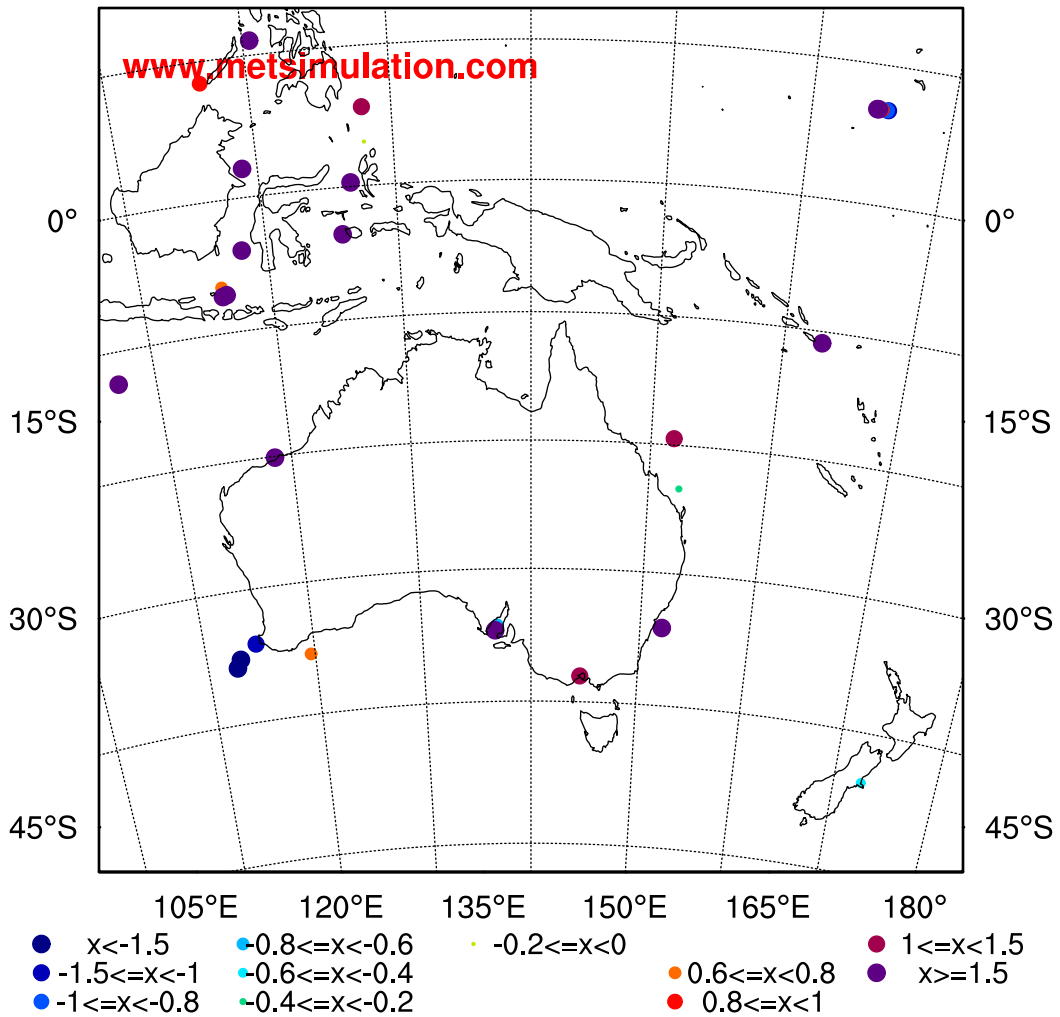 www.metsimulation.com
0° 0°
15°S 15°S
30°S 30°S
45°S 45°S
105°E 120°E 135°E 150°E 165°E 180°
x<-1.5 -0.8<=x<-0.6 -0.2<=x<0 1<=x<1.5
-1.5<=x<-1 -0.6<=x<-0.4 0.6<=x<0.8 x>=1.5
-1<=x<-0.8 -0.4<=x<-0.2 0.8<=x<1